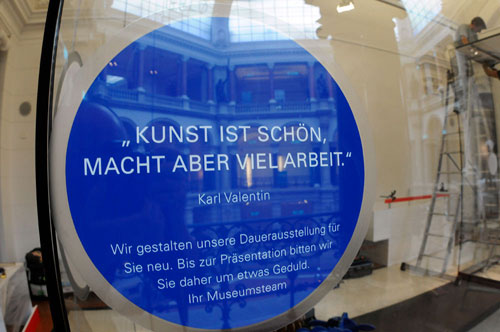 „KUNST IST SCHÖN,
MACHT ABER VIEL ARBEIT.“
Karl Valentin
Wir gestalten unsere Dauerausstellung für
Sie neu. Bis zur Präsentation bitten wir
Sie daher um etwas Geduld.
Ihr Museumsteam